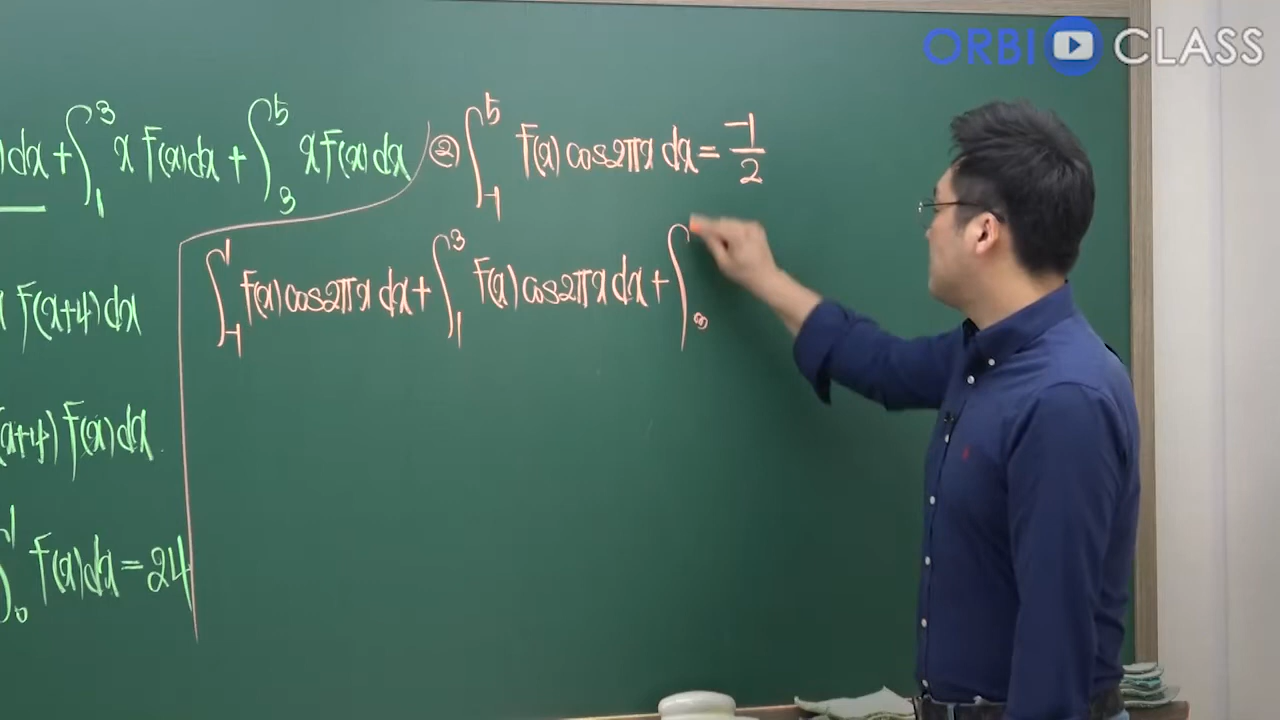 ORBI CLASS
)dx + ∫₁³ x f(x)dx + ∫₃⁵ x f(x)dx
② ∫₋₁⁵ f(x) cos2πx dx = -1/2
∫₋₁¹ f(x) cos2πx dx + ∫₁³ f(x) cos2πx dx + ∫₃
x f(x+4) dx
(x+4) f(x) dx
∫₀¹ f(x)dx = 24